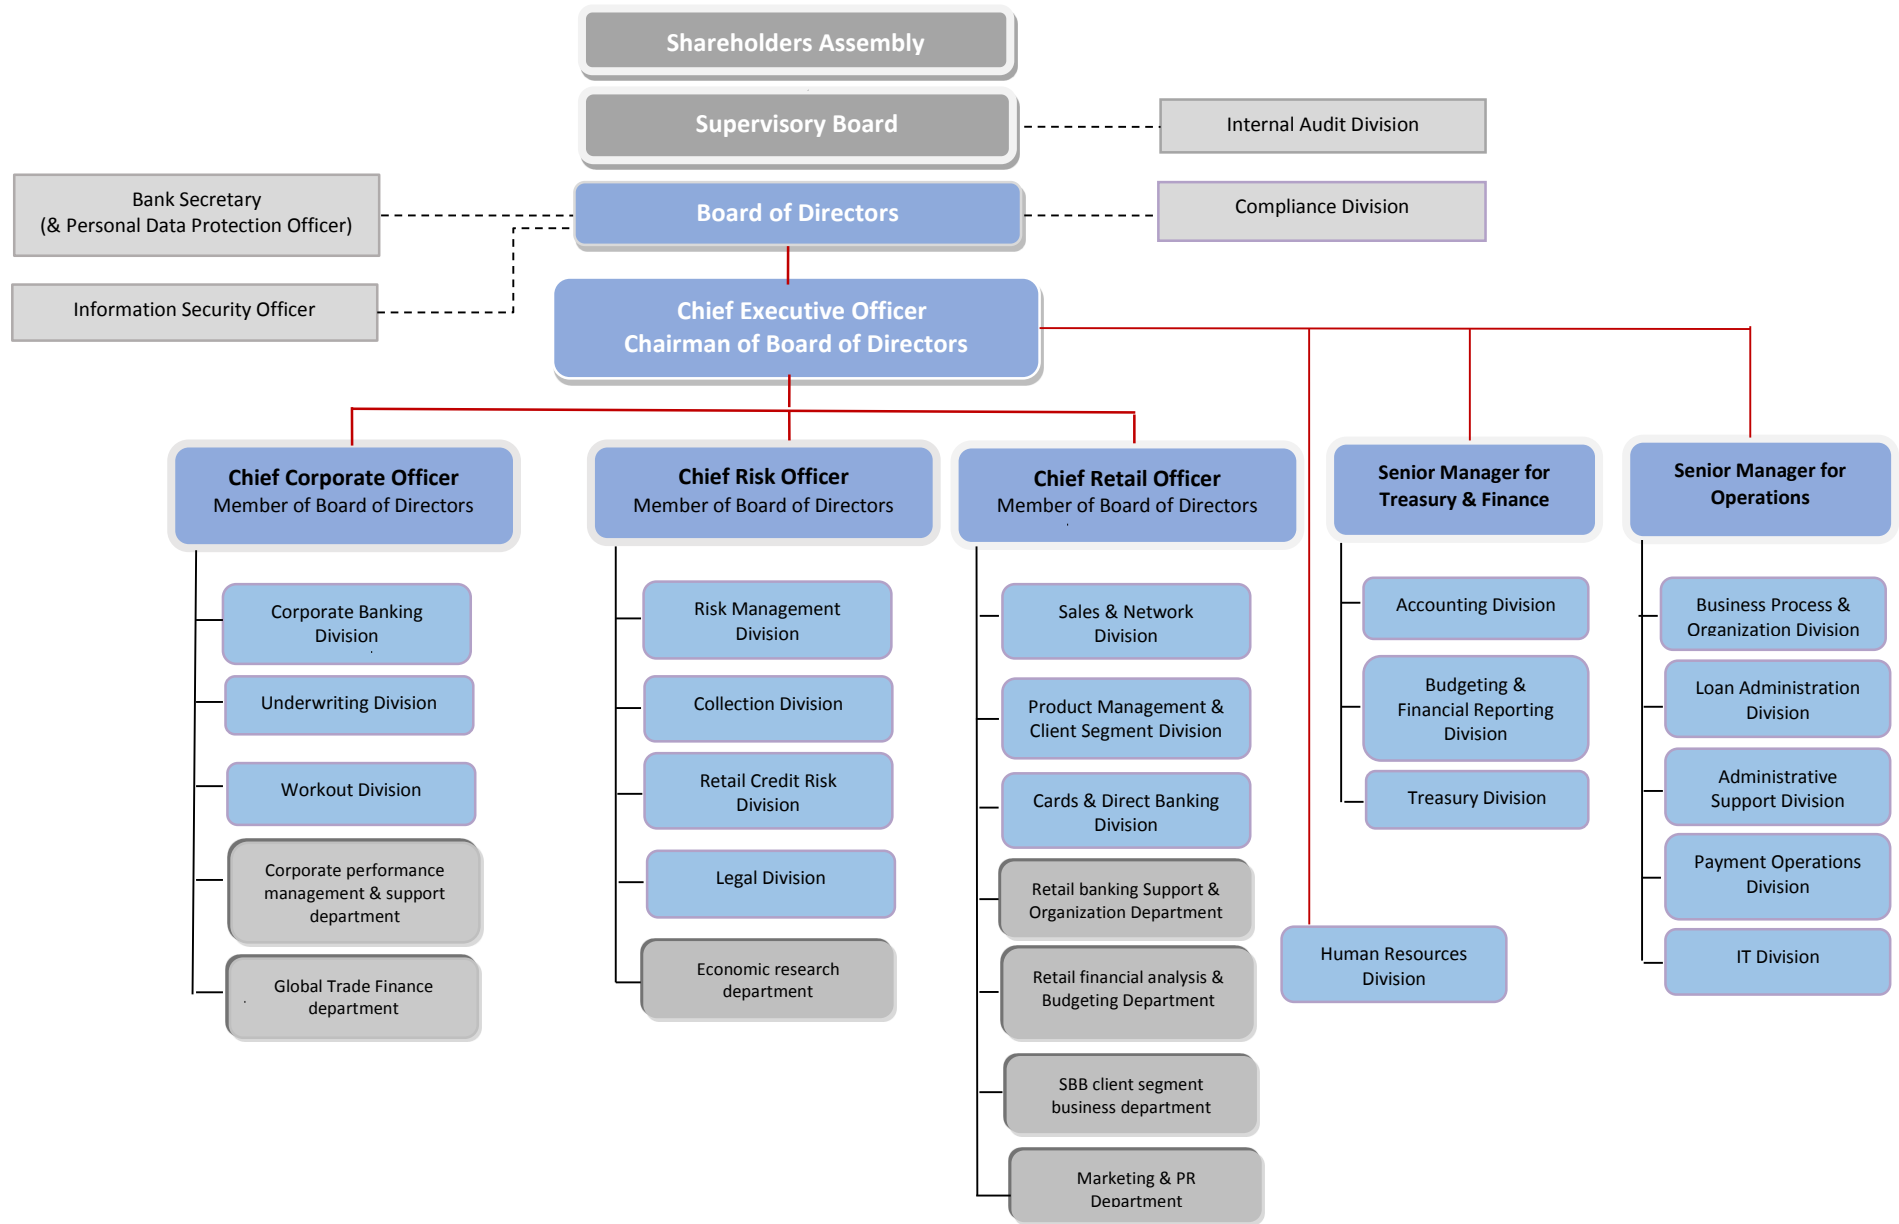 Shareholders Assembly
Supervisory Board
Internal Audit Division
Bank Secretary
(& Personal Data Protection Officer)
Board of Directors
Compliance Division
Information Security Officer
Chief Executive Officer
Chairman of Board of Directors
Chief Corporate Officer
Member of Board of Directors
Chief Risk Officer
Member of Board of Directors
Chief Retail Officer
Member of Board of Directors
Senior Manager for
Treasury & Finance
Senior Manager for
Operations
Corporate Banking
Division
Underwriting Division
Workout Division
Corporate performance
management & support
department
Global Trade Finance
department
Risk Management
Division
Collection Division
Retail Credit Risk
Division
Legal Division
Economic research
department
Sales & Network
Division
Product Management &
Client Segment Division
Cards & Direct Banking
Division
Retail banking Support &
Organization Department
Retail financial analysis &
Budgeting Department
SBB client segment
business department
Marketing & PR
Department
Human Resources
Division
Accounting Division
Budgeting &
Financial Reporting
Division
Treasury Division
Business Process &
Organization Division
Loan Administration
Division
Administrative
Support Division
Payment Operations
Division
IT Division